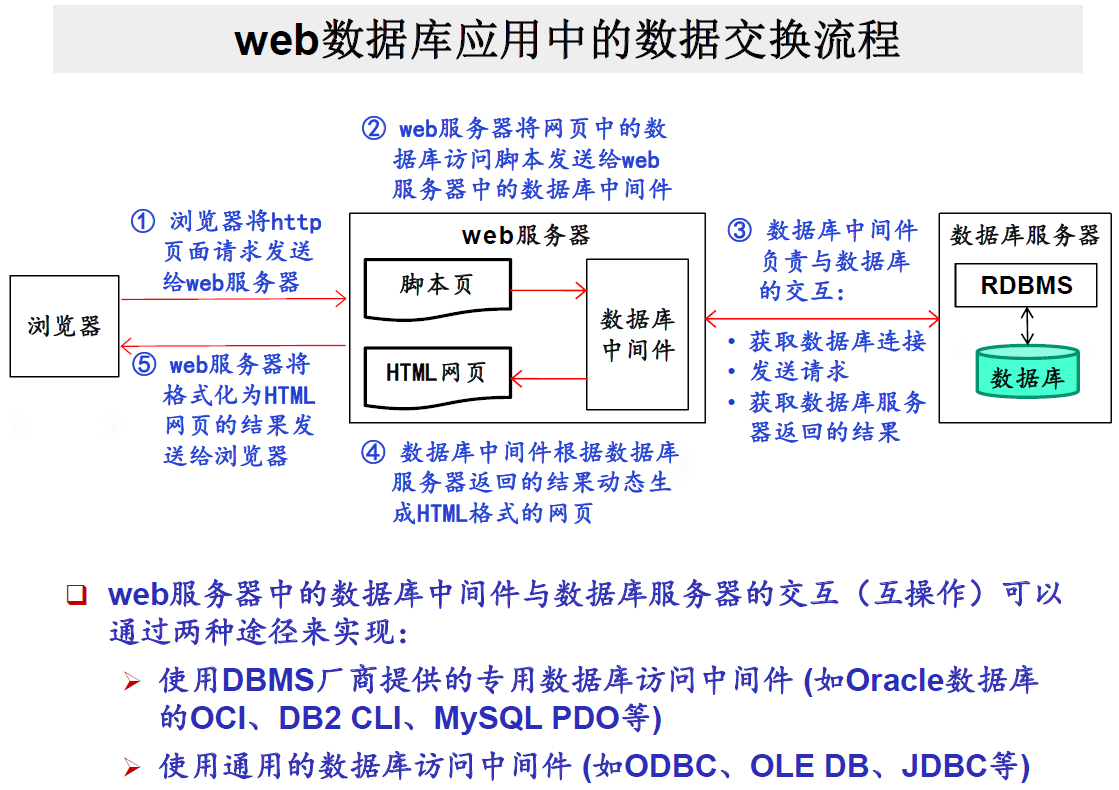 web数据库应用中的数据交换流程
② web服务器将网页中的数
据库访问脚本发送给web
服务器中的数据库中间件
① 浏览器将http
页面请求发送
给web服务器
浏览器
⑤ web服务器将
格式化为HTML
网页的结果发
送给浏览器
web服务器
脚本页
HTML网页
数据库
中间件
④ 数据库中间件根据数据库
服务器返回的结果动态生
成HTML格式的网页
③ 数据库中间件
负责与数据库
的交互:
• 获取数据库连接
• 发送请求
• 获取数据库服务
器返回的结果
数据库服务器
RDBMS
数据库
❑ web服务器中的数据库中间件与数据库服务器的交互（互操作）可以
通过两种途径来实现:
➢ 使用DBMS厂商提供的专用数据库访问中间件 (如Oracle数据库
的OCI、DB2 CLI、MySQL PDO等)
➢ 使用通用的数据库访问中间件 (如ODBC、OLE DB、JDBC等)